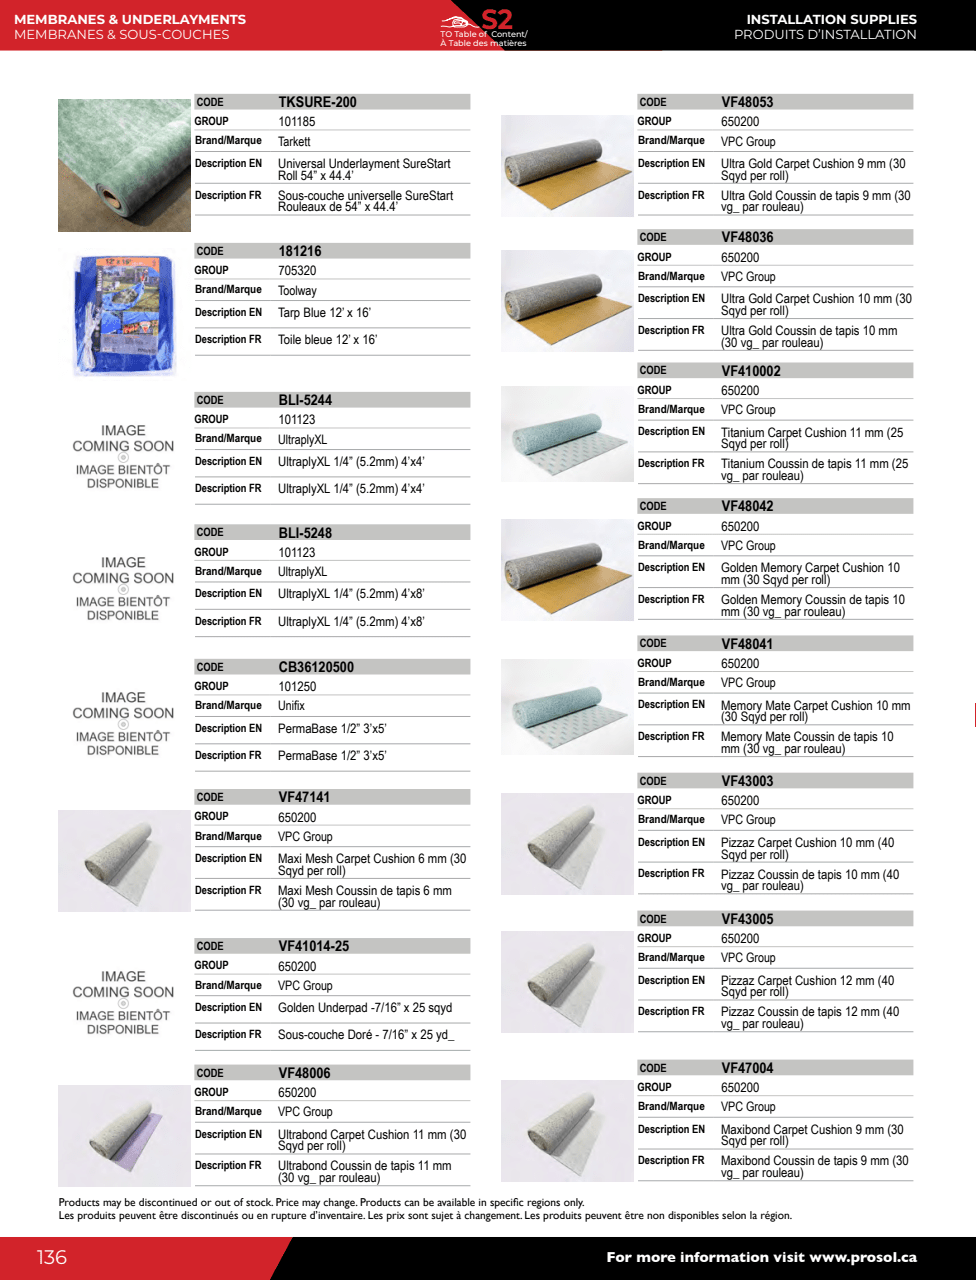 MEMBRANES & UNDERLAYMENTS
MEMBRANES & SOUS-COUCHES
S2
TO Table of Content/
À Table des matières
INSTALLATION SUPPLIES
PRODUITS D'INSTALLATION
CODE TKSURE-200
GROUP 101185
Brand/Marque Tarkett
Description EN Universal Underlayment SureStart
Roll 54” x 44.4’
Description FR Sous-couche universelle SureStart
Rouleaux de 54” x 44.4’
CODE 181216
GROUP 705320
Brand/Marque Toolway
Description EN Tarp Blue 12’ x 16’
Description FR Toile bleue 12’ x 16’
IMAGE
COMING SOON
IMAGE BIENTÔT
DISPONIBLE
CODE BLI-5244
GROUP 101123
Brand/Marque UltraplyXL
Description EN UltraplyXL 1/4” (5.2mm) 4’x4’
Description FR UltraplyXL 1/4” (5.2mm) 4’x4’
IMAGE
COMING SOON
IMAGE BIENTÔT
DISPONIBLE
CODE BLI-5248
GROUP 101123
Brand/Marque UltraplyXL
Description EN UltraplyXL 1/4” (5.2mm) 4’x8’
Description FR UltraplyXL 1/4” (5.2mm) 4’x8’
IMAGE
COMING SOON
IMAGE BIENTÔT
DISPONIBLE
CODE CB36120500
GROUP 101250
Brand/Marque Unifix
Description EN PermaBase 1/2” 3’x5’
Description FR PermaBase 1/2” 3’x5’
CODE VF47141
GROUP 650200
Brand/Marque VPC Group
Description EN Maxi Mesh Carpet Cushion 6 mm (30
Sqyd per roll)
Description FR Maxi Mesh Coussin de tapis 6 mm
(30 vg_ par rouleau)
IMAGE
COMING SOON
IMAGE BIENTÔT
DISPONIBLE
CODE VF41014-25
GROUP 650200
Brand/Marque VPC Group
Description EN Golden Underpad -7/16” x 25 sqyd
Description FR Sous-couche Doré - 7/16” x 25 yd_
CODE VF48006
GROUP 650200
Brand/Marque VPC Group
Description EN Ultrabond Carpet Cushion 11 mm (30
Sqyd per roll)
Description FR Ultrabond Coussin de tapis 11 mm
(30 vg_ par rouleau)
CODE VF48053
GROUP 650200
Brand/Marque VPC Group
Description EN Ultra Gold Carpet Cushion 9 mm (30
Sqyd per roll)
Description FR Ultra Gold Coussin de tapis 9 mm (30
vg_ par rouleau)
CODE VF48036
GROUP 650200
Brand/Marque VPC Group
Description EN Ultra Gold Carpet Cushion 10 mm (30
Sqyd per roll)
Description FR Ultra Gold Coussin de tapis 10 mm
(30 vg_ par rouleau)
CODE VF410002
GROUP 650200
Brand/Marque VPC Group
Description EN Titanium Carpet Cushion 11 mm (25
Sqyd per roll)
Description FR Titanium Coussin de tapis 11 mm (25
vg_ par rouleau)
CODE VF48042
GROUP 650200
Brand/Marque VPC Group
Description EN Golden Memory Carpet Cushion 10
mm (30 Sqyd per roll)
Description FR Golden Memory Coussin de tapis 10
mm (30 vg_ par rouleau)
CODE VF48041
GROUP 650200
Brand/Marque VPC Group
Description EN Memory Mate Carpet Cushion 10 mm
(30 Sqyd per roll)
Description FR Memory Mate Coussin de tapis 10
mm (30 vg_ par rouleau)
CODE VF43003
GROUP 650200
Brand/Marque VPC Group
Description EN Pizzaz Carpet Cushion 10 mm (40
Sqyd per roll)
Description FR Pizzaz Coussin de tapis 10 mm (40
vg_ par rouleau)
CODE VF43005
GROUP 650200
Brand/Marque VPC Group
Description EN Pizzaz Carpet Cushion 12 mm (40
Sqyd per roll)
Description FR Pizzaz Coussin de tapis 12 mm (40
vg_ par rouleau)
CODE VF47004
GROUP 650200
Brand/Marque VPC Group
Description EN Maxibond Carpet Cushion 9 mm (30
Sqyd per roll)
Description FR Maxibond Coussin de tapis 9 mm (30
vg_ par rouleau)
Products may be discontinued or out of stock. Price may change. Products can be available in specific regions only.
Les produits peuvent être discontinués ou en rupture d'inventaire. Les prix sont sujet à changement. Les produits peuvent être non disponibles selon la région.
136
For more information visit www.prosol.ca